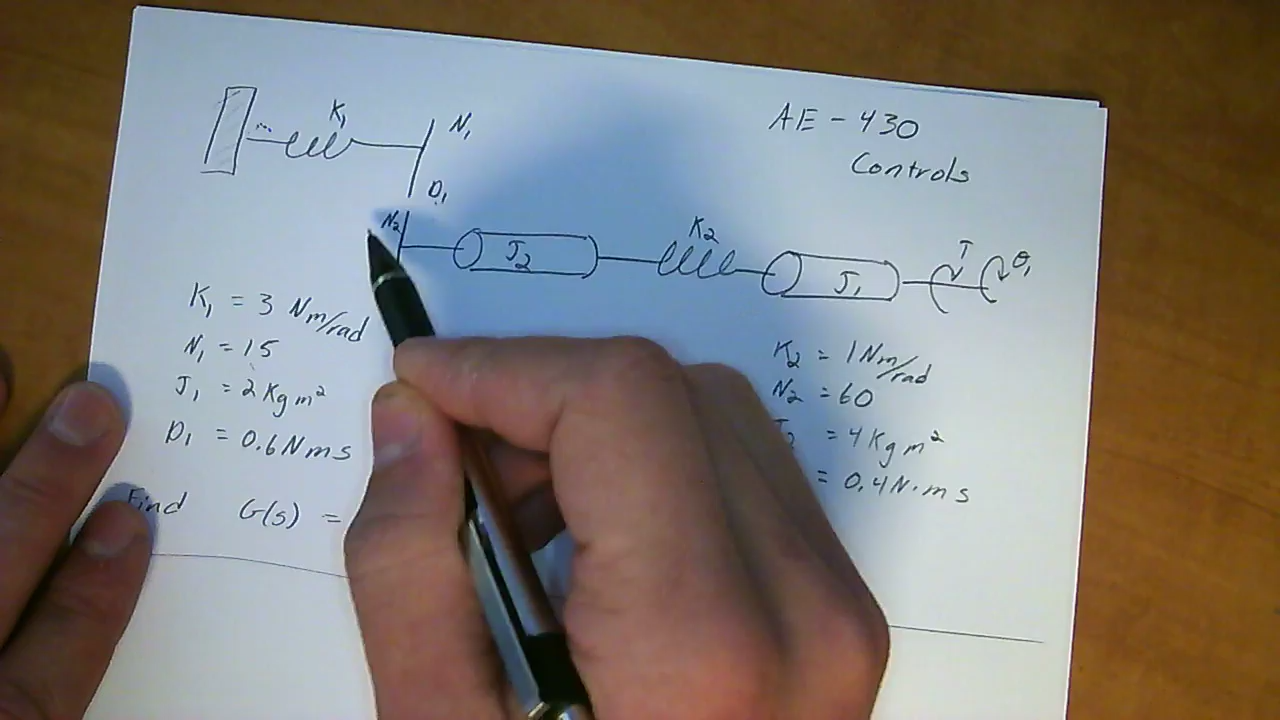 K₁
N₁
AE - 430
Controls
D₁
N₂
J₂
K₂
J₁
T
θ₁
K₁ = 3 Nm/rad
N₁ = 15
J₁ = 2 Kg m²
D₁ = 0.6 N m s
K₂ = 1 Nm/rad
N₂ = 60
= 4 Kg m²
= 0.4 N·m s
Find G(s) =